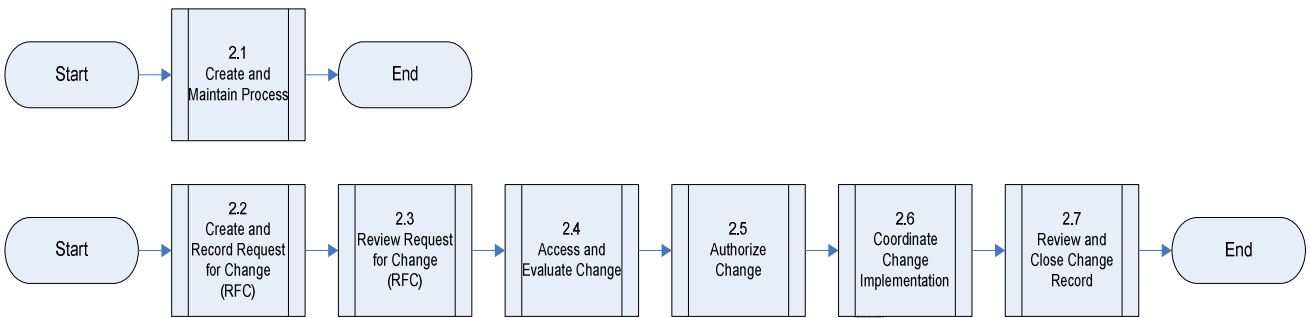 Start
2.1
Create and
Maintain Process
End
Start
2.2
Create and
Record Request
for Change
(RFC)
2.3
Review Request
for Change
(RFC)
2.4
Access and
Evaluate Change
2.5
Authorize
Change
2.6
Coordinate
Change
Implementation
2.7
Review and
Close Change
Record
End